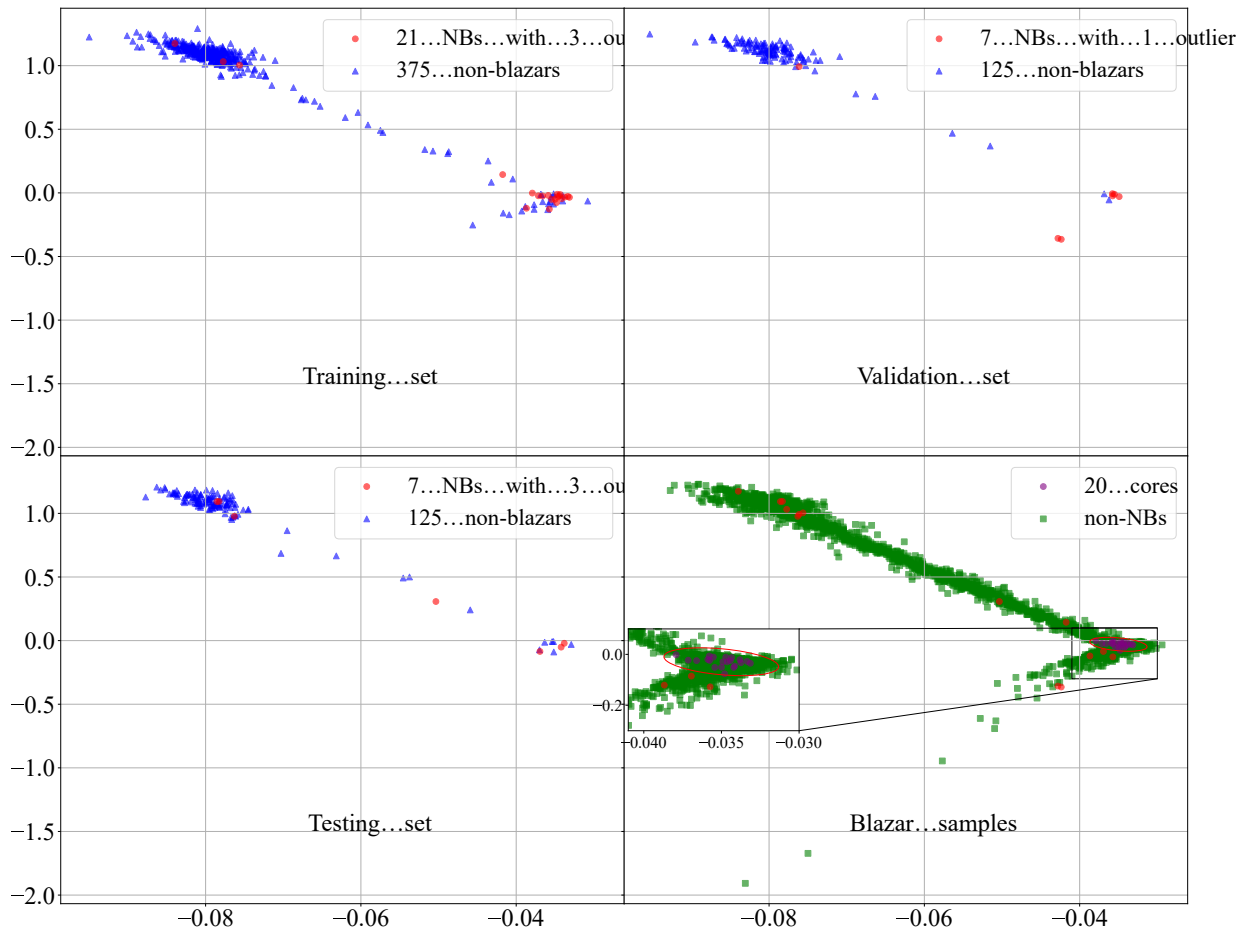 21…NBs…with…3…ou
375…non-blazars
1.0
0.5
0.0
−0.5
−1.0
−1.5
−2.0
Training…set
7…NBs…with…1…outlier
125…non-blazars
Validation…set
7…NBs…with…3…ou
125…non-blazars
1.0
0.5
0.0
−0.5
−1.0
−1.5
−2.0
Testing…set
−0.08
−0.06
−0.04
20…cores
non-NBs
0.0
−0.2
−0.040
−0.035
−0.030
Blazar…samples
−0.08
−0.06
−0.04